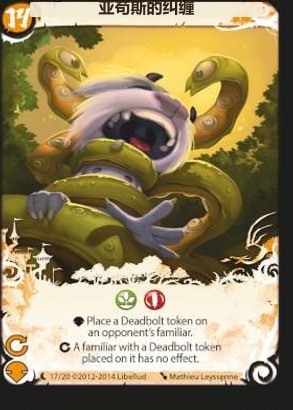 亚苟斯的纠缠
14
Place a Deadbolt token on
an opponent's familiar.
A familiar with a Deadbolt token
placed on it has no effect.
17/20 ©2012-2014 Libellud Mathieu Leyssenne